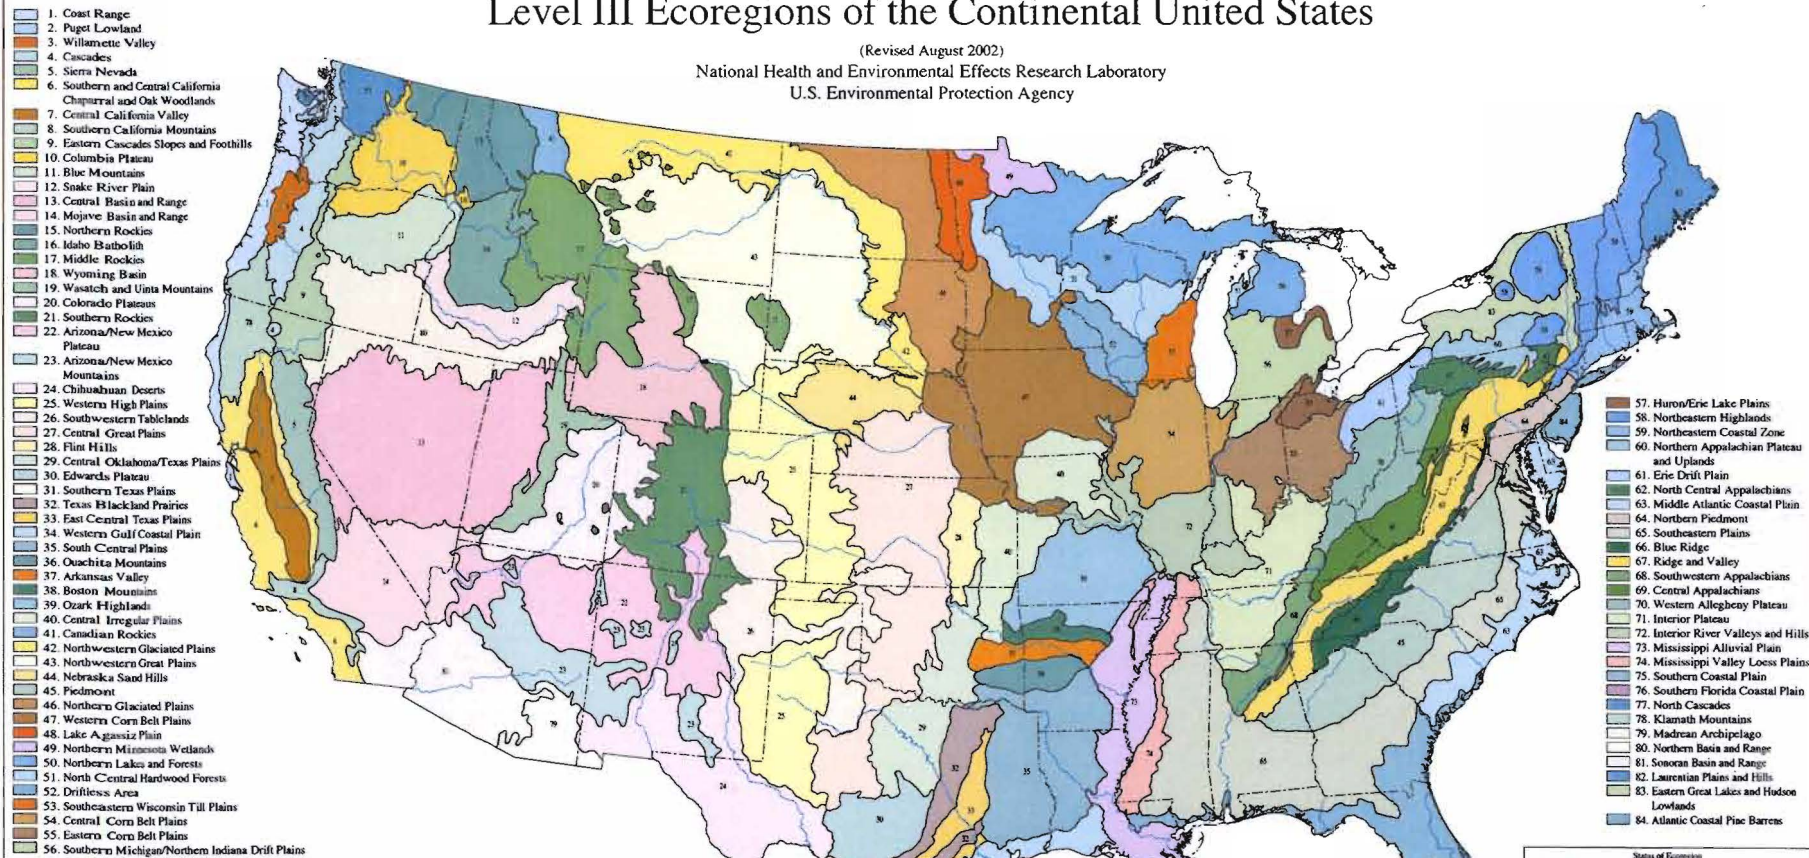 Level III Ecoregions of the Continental United States
(Revised August 2002)
National Health and Environmental Effects Research Laboratory
U.S. Environmental Protection Agency
1. Coast Range
2. Puget Lowland
3. Willamette Valley
4. Cascades
5. Sierra Nevada
6. Southern and Central California
Chaparral and Oak Woodlands
7. Central California Valley
8. Southern California Mountains
9. Eastern Cascades Slopes and Foothills
10. Columbia Plateau
11. Blue Mountains
12. Snake River Plain
13. Central Basin and Range
14. Mojave Basin and Range
15. Northern Rockies
16. Idaho Batholith
17. Middle Rockies
18. Wyoming Basin
19. Wasatch and Uinta Mountains
20. Colorado Plateaus
21. Southern Rockies
22. Arizona/New Mexico
Plateau
23. Arizona/New Mexico
Mountains
24. Chihuahuan Deserts
25. Western High Plains
26. Southwestern Tablelands
27. Central Great Plains
28. Flint Hills
29. Central Oklahoma/Texas Plains
30. Edwards Plateau
31. Southern Texas Plains
32. Texas Blackland Prairies
33. East Central Texas Plains
34. Western Gulf Coastal Plain
35. South Central Plains
36. Ouachita Mountains
37. Arkansas Valley
38. Boston Mountains
39. Ozark Highlands
40. Central Irregular Plains
41. Canadian Rockies
42. Northwestern Glaciated Plains
43. Northwestern Great Plains
44. Nebraska Sand Hills
45. Piedmont
46. Northern Glaciated Plains
47. Western Corn Belt Plains
48. Lake Agassiz Plain
49. Northern Minnesota Wetlands
50. Northern Lakes and Forests
51. North Central Hardwood Forests
52. Driftless Area
53. Southeastern Wisconsin Till Plains
54. Central Corn Belt Plains
55. Eastern Corn Belt Plains
56. Southern Michigan/Northern Indiana Drift Plains
57. Huron/Erie Lake Plains
58. Northeastern Highlands
59. Northeastern Coastal Zone
60. Northern Appalachian Plateau
and Uplands
61. Erie Drift Plain
62. North Central Appalachians
63. Middle Atlantic Coastal Plain
64. Northern Piedmont
65. Southeastern Plains
66. Blue Ridge
67. Ridge and Valley
68. Southwestern Appalachians
69. Central Appalachians
70. Western Allegheny Plateau
71. Interior Plateau
72. Interior River Valleys and Hills
73. Mississippi Alluvial Plain
74. Mississippi Valley Loess Plains
75. Southern Coastal Plain
76. Southern Florida Coastal Plain
77. North Cascades
78. Klamath Mountains
79. Madrean Archipelago
80. Northern Basin and Range
81. Sonoran Basin and Range
82. Laurentian Plains and Hills
83. Eastern Great Lakes and Hudson
Lowlands
84. Atlantic Coastal Pine Barrens